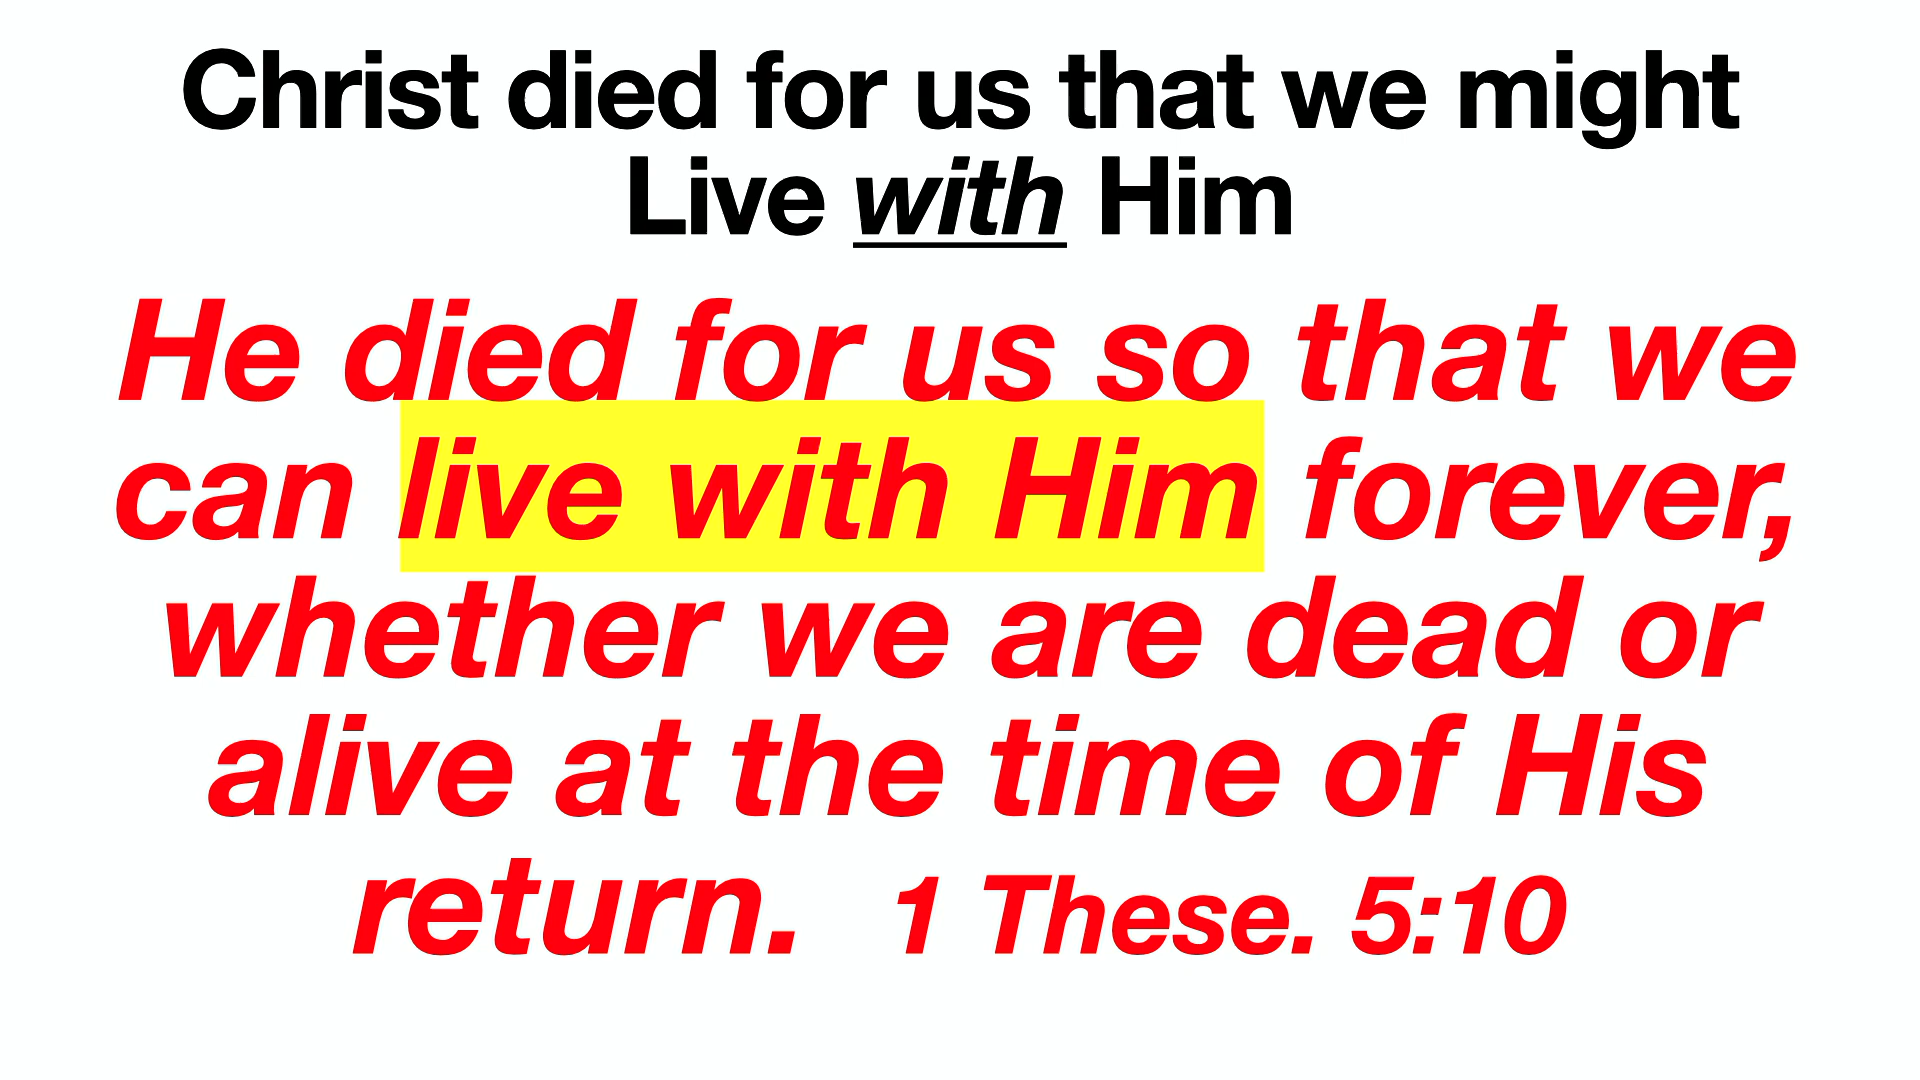 Christ died for us that we might
Live with Him
He died for us so that we
can live with Him forever,
whether we are dead or
alive at the time of His
return. 1 These. 5:10